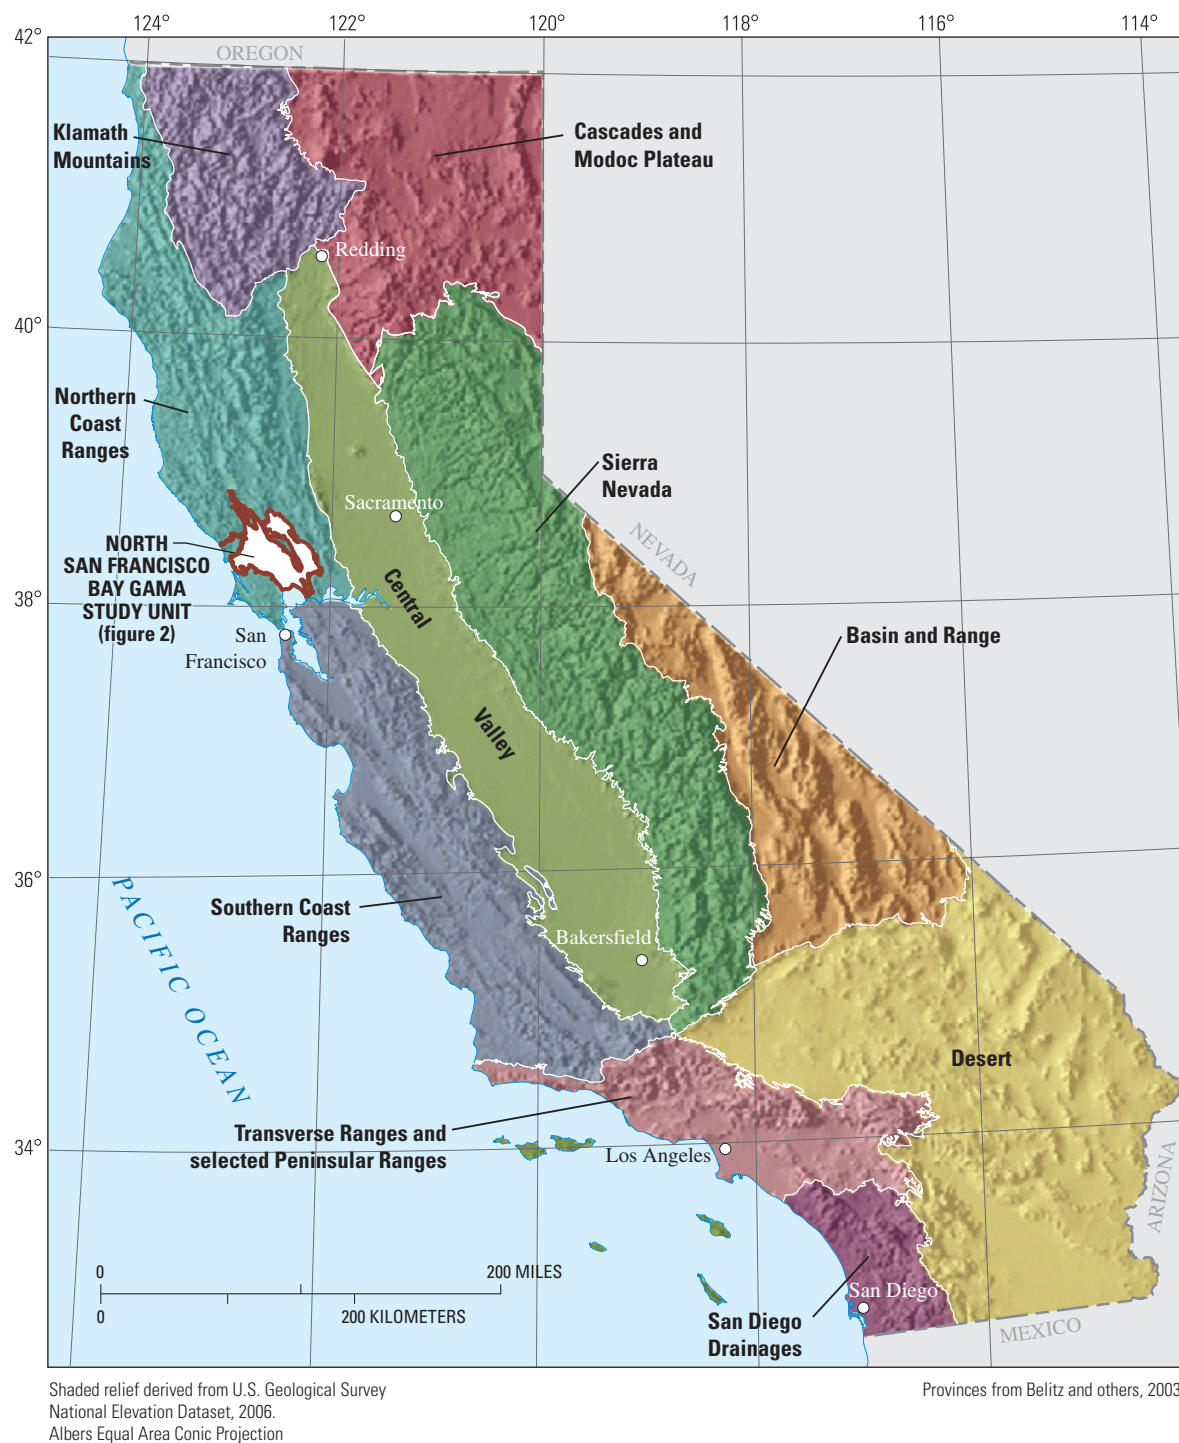 124°
122°
120°
118°
116°
114°
42°
OREGON
Klamath
Mountains
Cascades and
Modoc Plateau
Redding
40°
Northern
Coast
Ranges
Sierra
Nevada
Sacramento
NEVADA
NORTH
SAN FRANCISCO
BAY GAMA
STUDY UNIT
(figure 2)
38°
Central
Valley
San
Francisco
Basin and Range
36°
PACIFIC OCEAN
Southern Coast
Ranges
Bakersfield
Desert
34°
Transverse Ranges and
selected Peninsular Ranges
Los Angeles
ARIZONA
0
200 MILES
0
200 KILOMETERS
San Diego
San Diego
Drainages
MEXICO
Shaded relief derived from U.S. Geological Survey
National Elevation Dataset, 2006.
Albers Equal Area Conic Projection
Provinces from Belitz and others, 2003